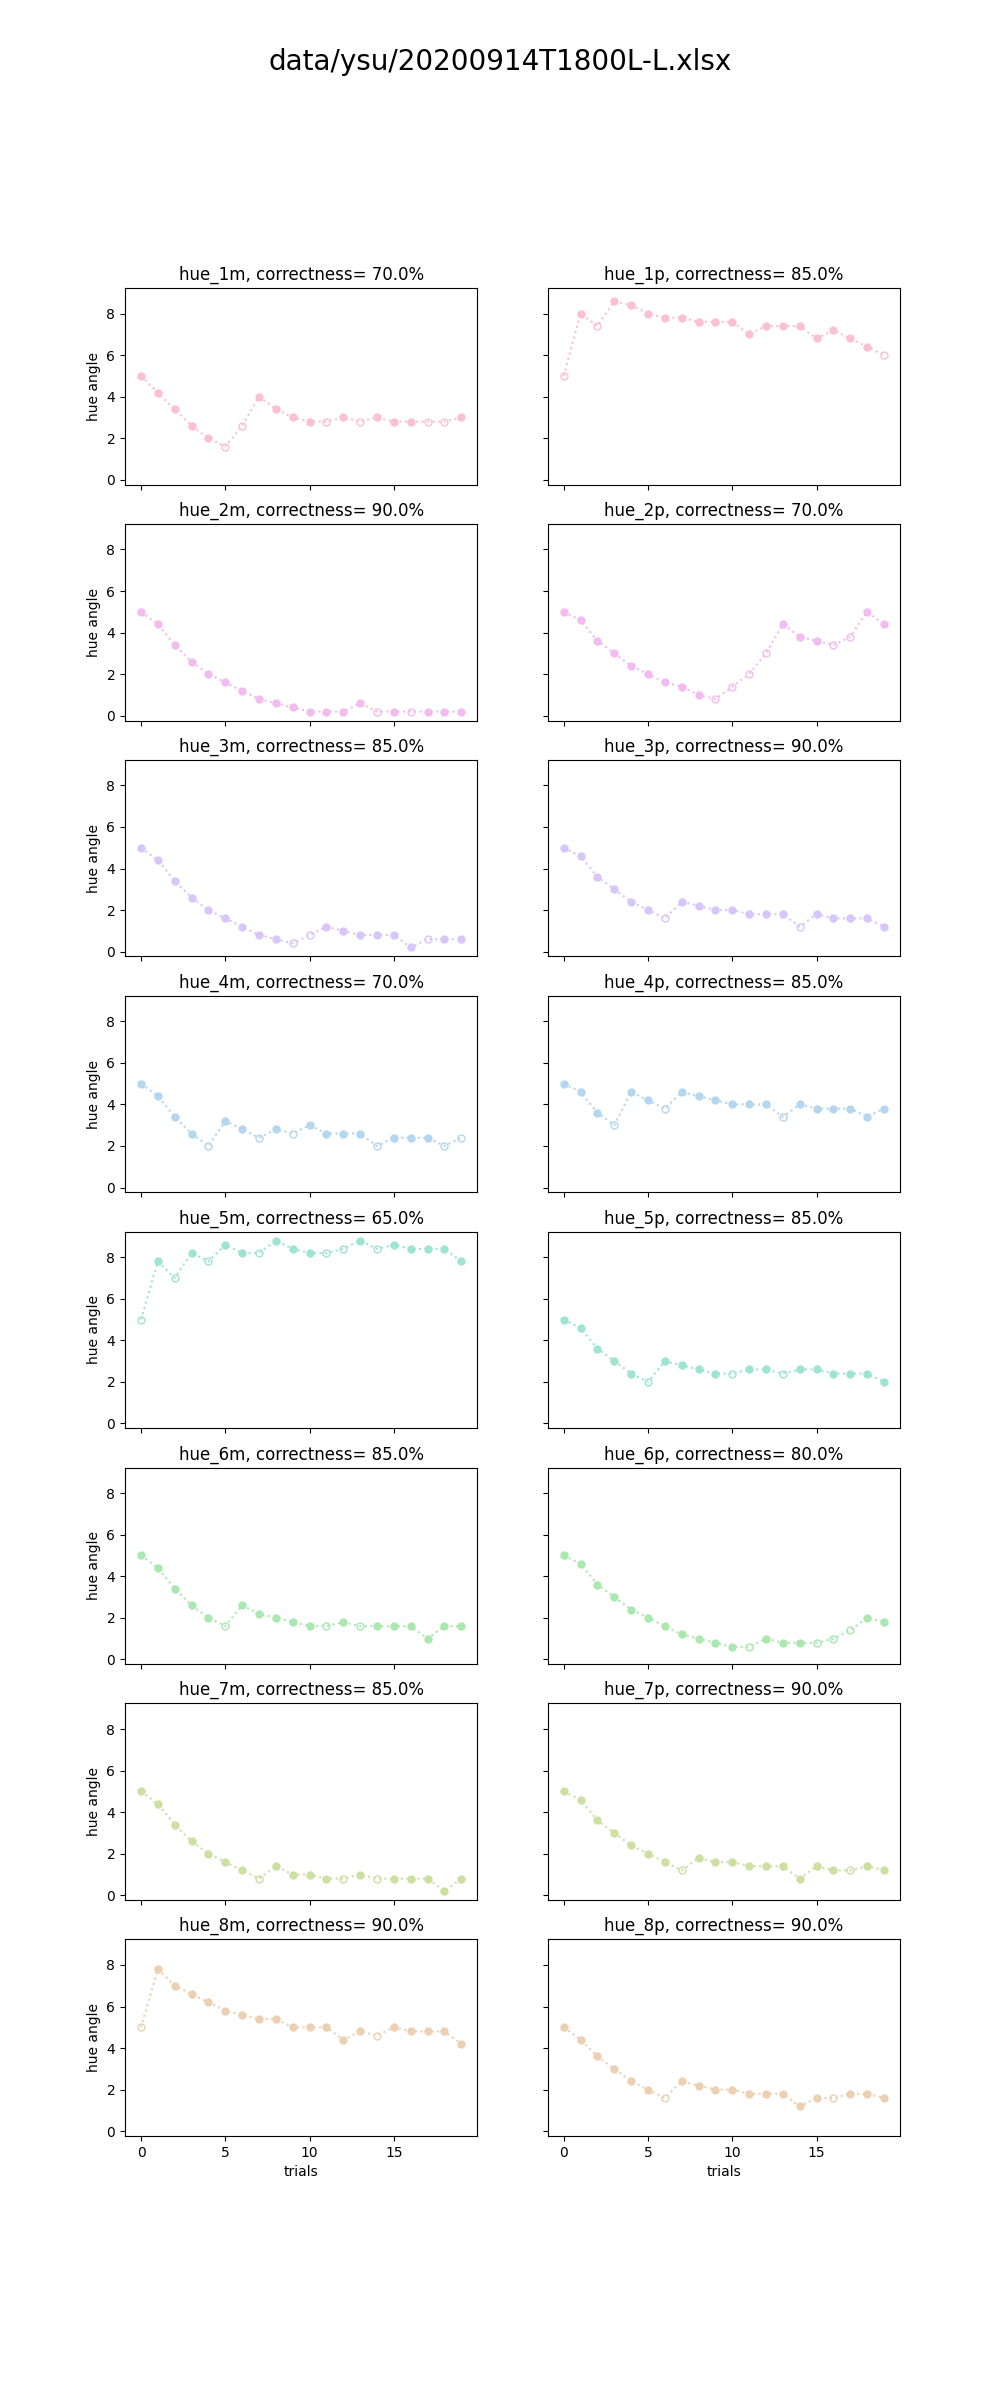 data/ysu/20200914T1800L-L.xlsx
hue_1m, correctness= 70.0%
hue_1p, correctness= 85.0%
8
6
4
2
0
hue angle
hue_2m, correctness= 90.0%
hue_2p, correctness= 70.0%
8
6
4
2
0
hue angle
hue_3m, correctness= 85.0%
hue_3p, correctness= 90.0%
8
6
4
2
0
hue angle
hue_4m, correctness= 70.0%
hue_4p, correctness= 85.0%
8
6
4
2
0
hue angle
hue_5m, correctness= 65.0%
hue_5p, correctness= 85.0%
8
6
4
2
0
hue angle
hue_6m, correctness= 85.0%
hue_6p, correctness= 80.0%
8
6
4
2
0
hue angle
hue_7m, correctness= 85.0%
hue_7p, correctness= 90.0%
8
6
4
2
0
hue angle
hue_8m, correctness= 90.0%
hue_8p, correctness= 90.0%
8
6
4
2
0
hue angle
0 5 10 15
trials
0 5 10 15
trials